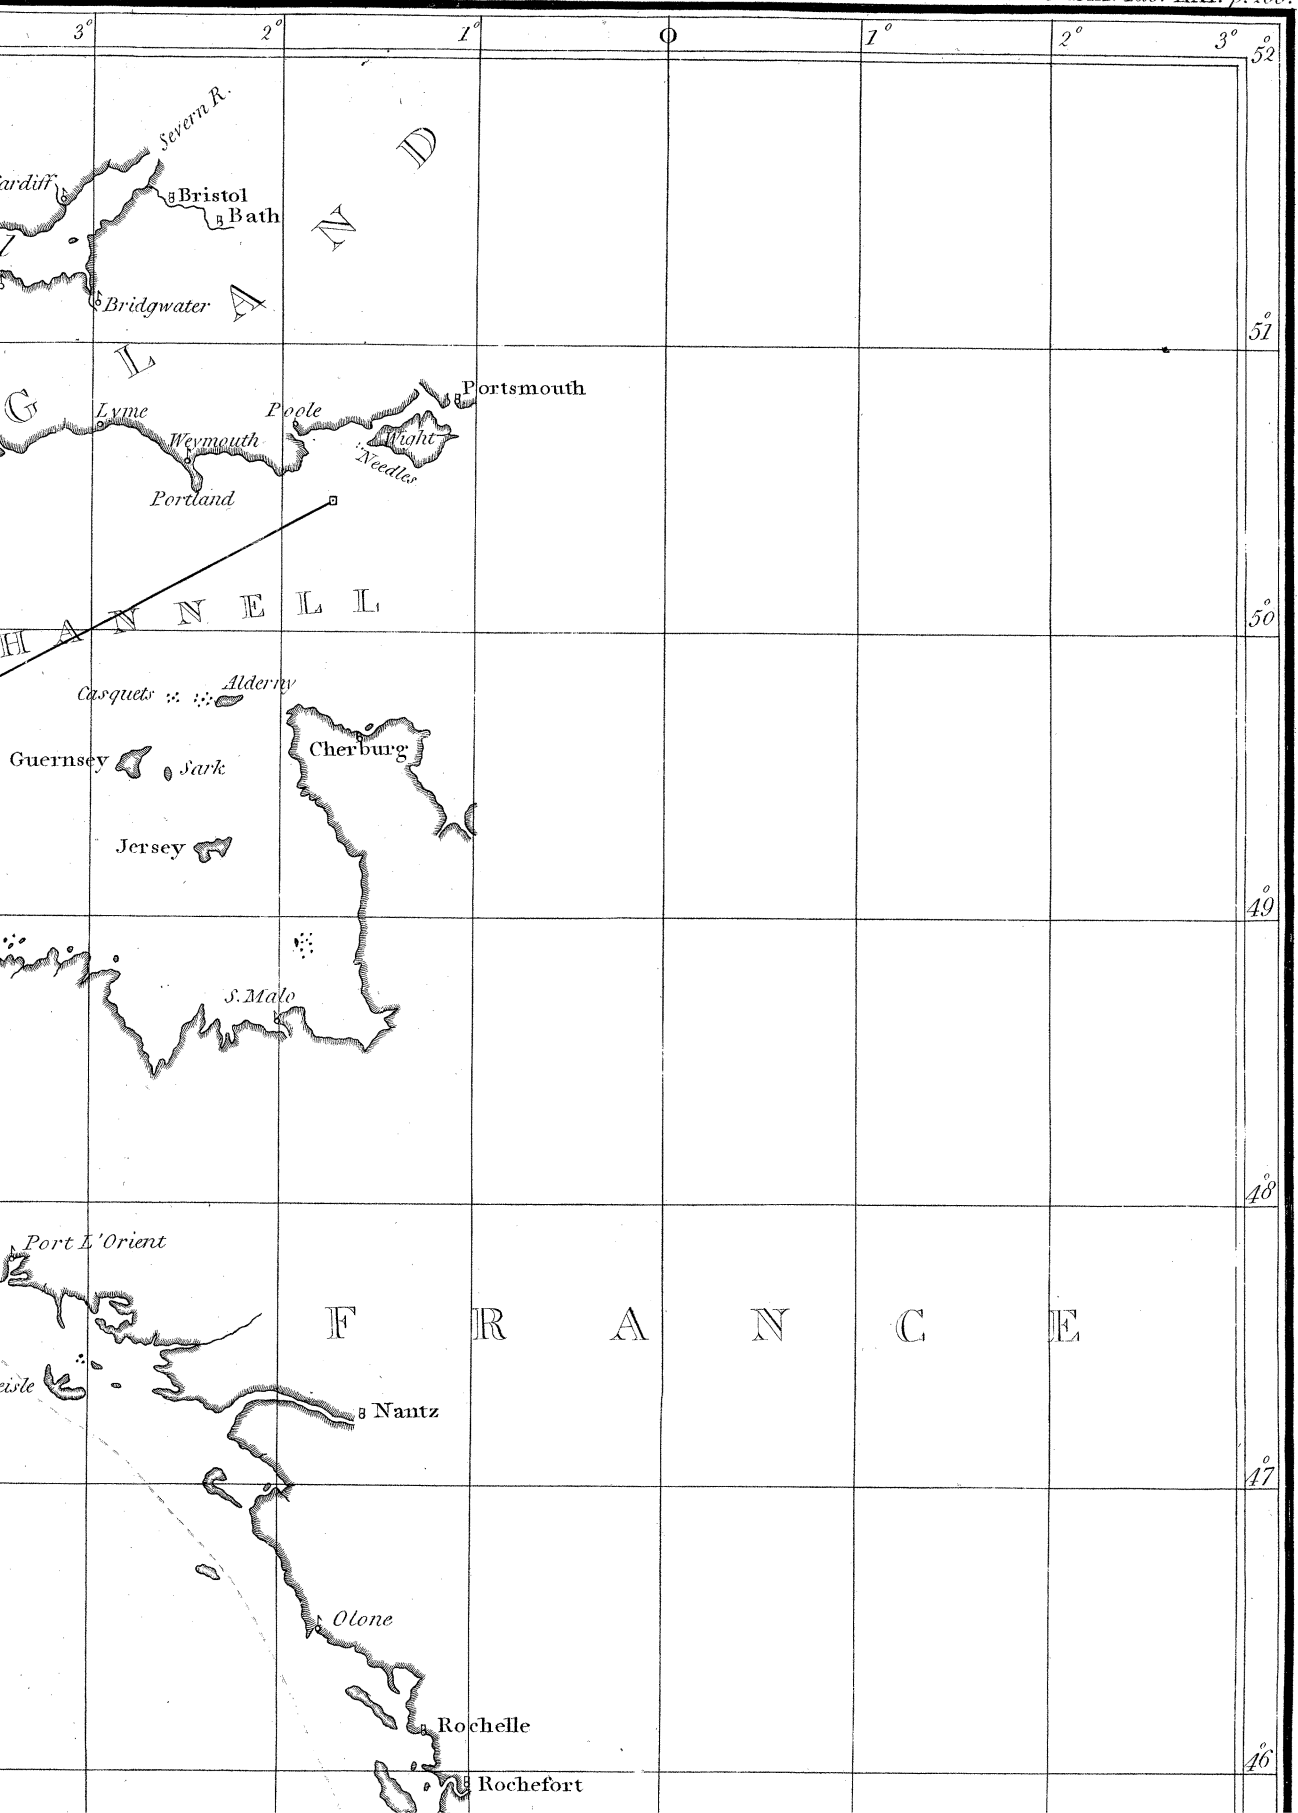 3° 2° 1° O 1° 2° 3°
52°
Severn R.
Bristol
Bath
Bridgwater
G L A N D
51°
Portsmouth
Lyme
Poole
Weymouth
Wight
Needles
Portland
H A N N E L L
50°
Casquets
Alderny
Guernsey
Sark
Cherburg
Jersey
49°
S. Malo
48°
Port L'Orient
F R A N C E
eisle
Nantz
47°
Olone
Rochelle
46°
Rochefort